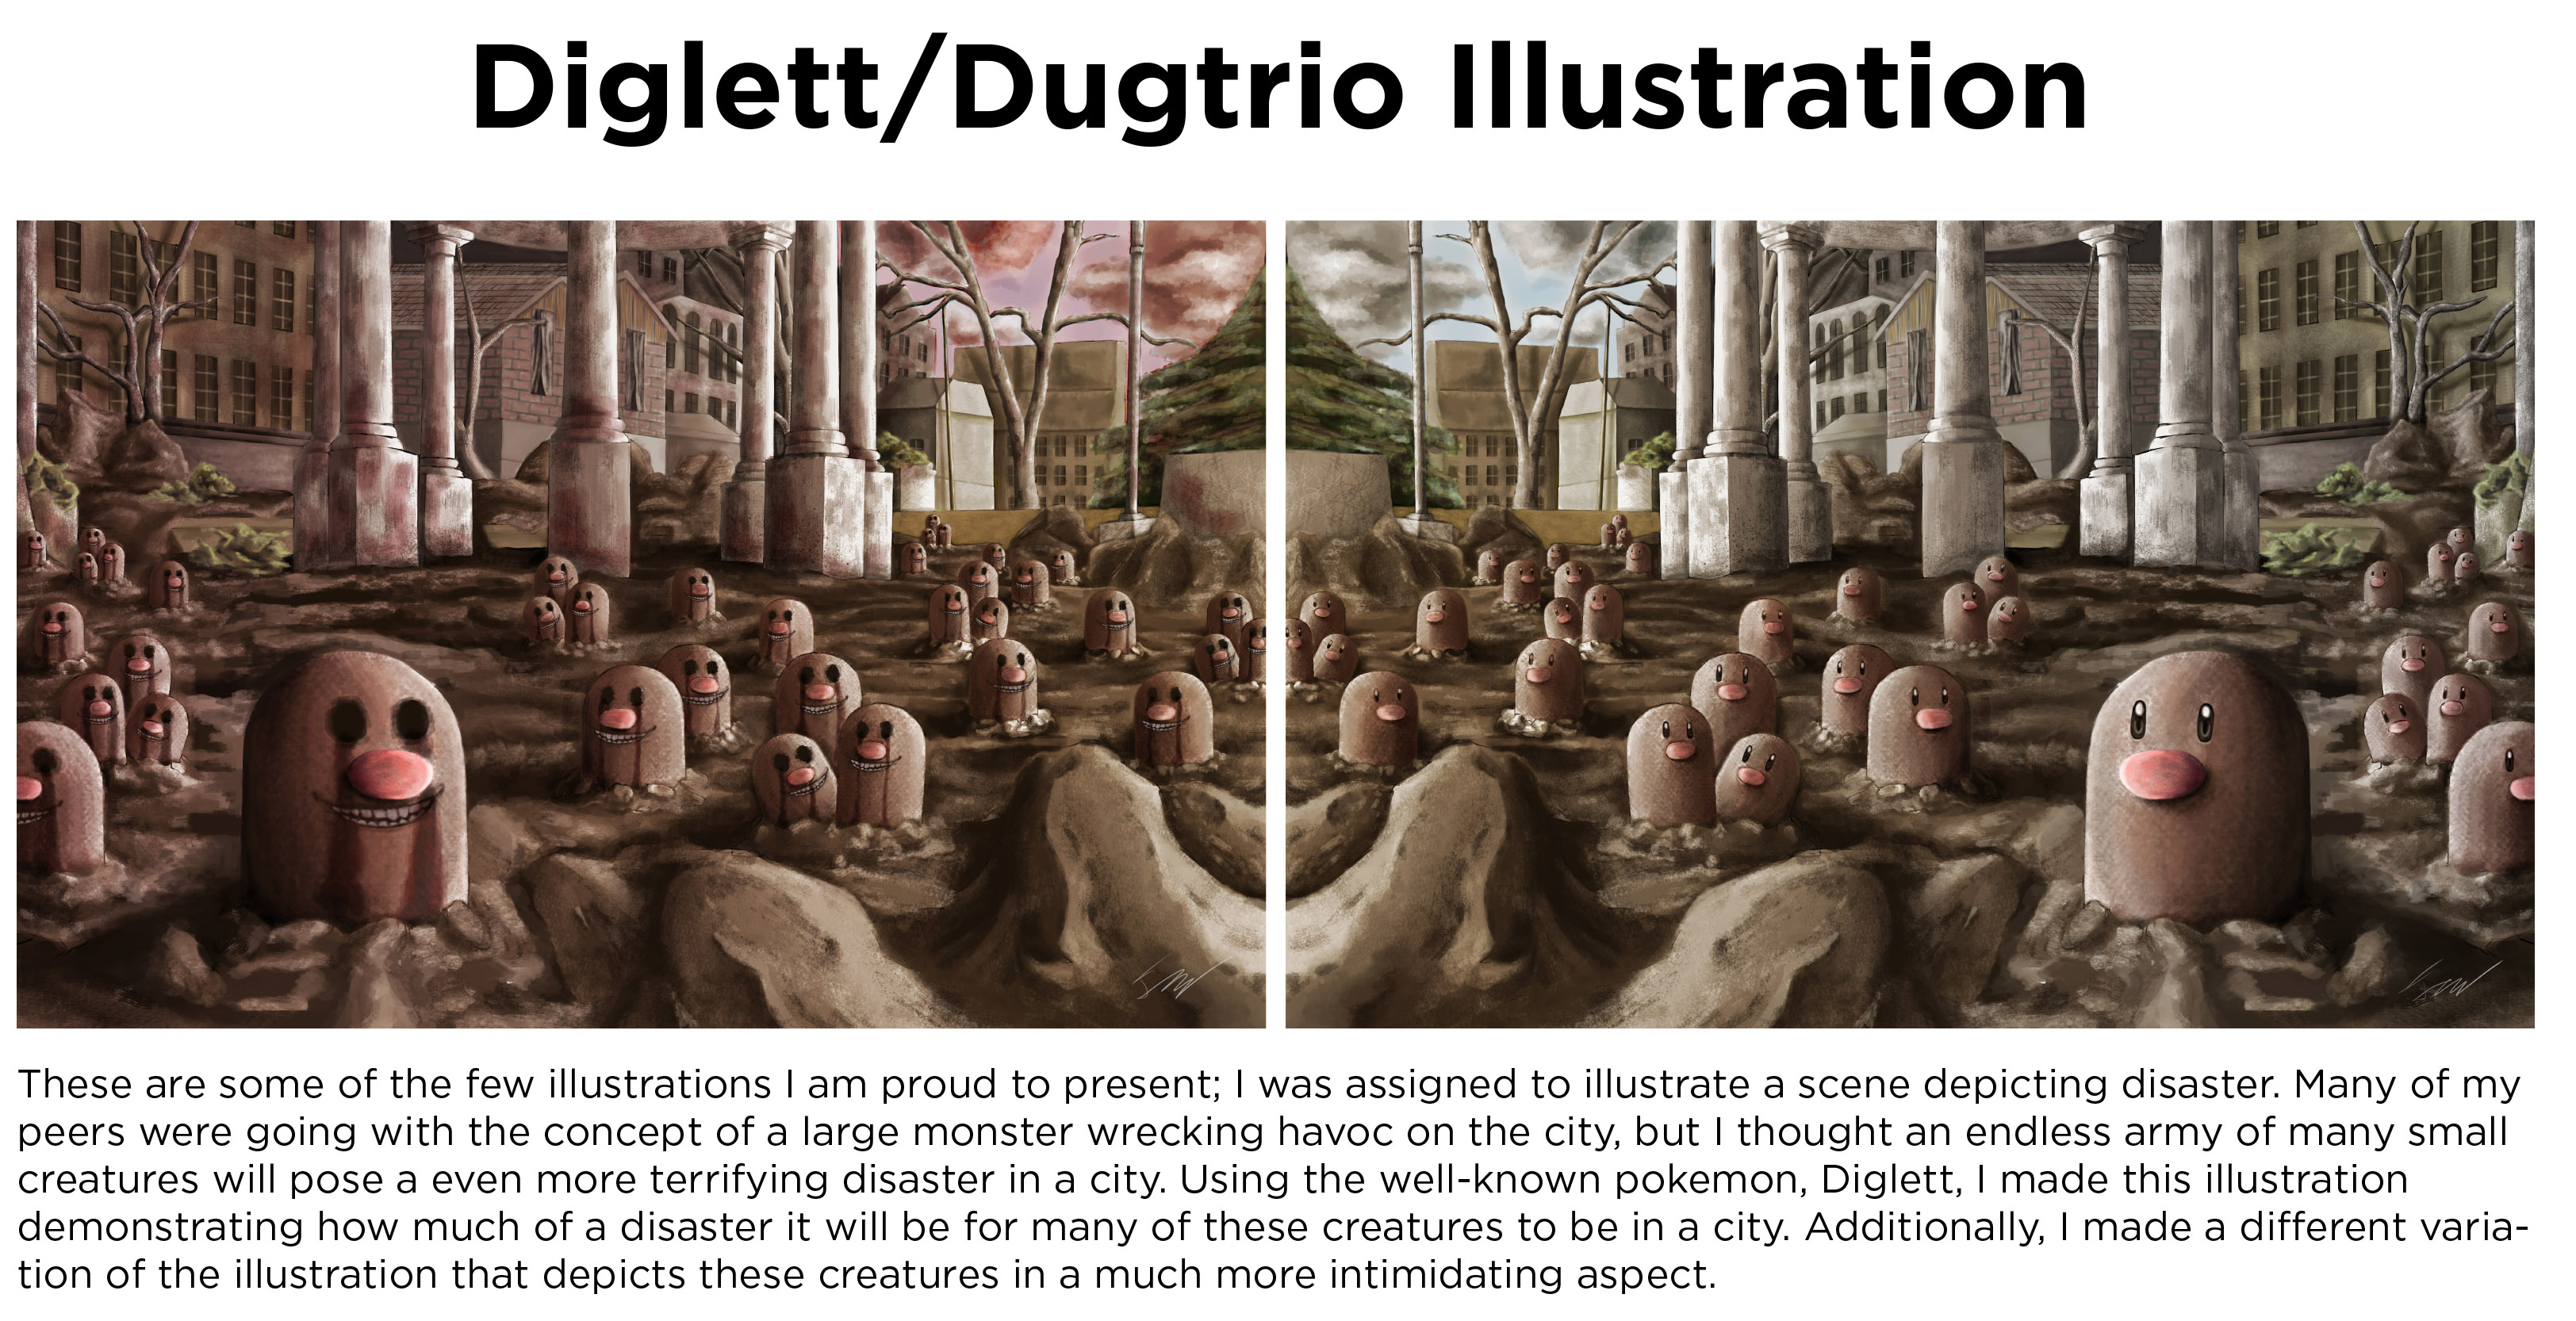 Diglett/Dugtrio Illustration
These are some of the few illustrations I am proud to present; I was assigned to illustrate a scene depicting disaster. Many of my
peers were going with the concept of a large monster wrecking havoc on the city, but I thought an endless army of many small
creatures will pose a even more terrifying disaster in a city. Using the well-known pokemon, Diglett, I made this illustration
demonstrating how much of a disaster it will be for many of these creatures to be in a city. Additionally, I made a different varia-
tion of the illustration that depicts these creatures in a much more intimidating aspect.